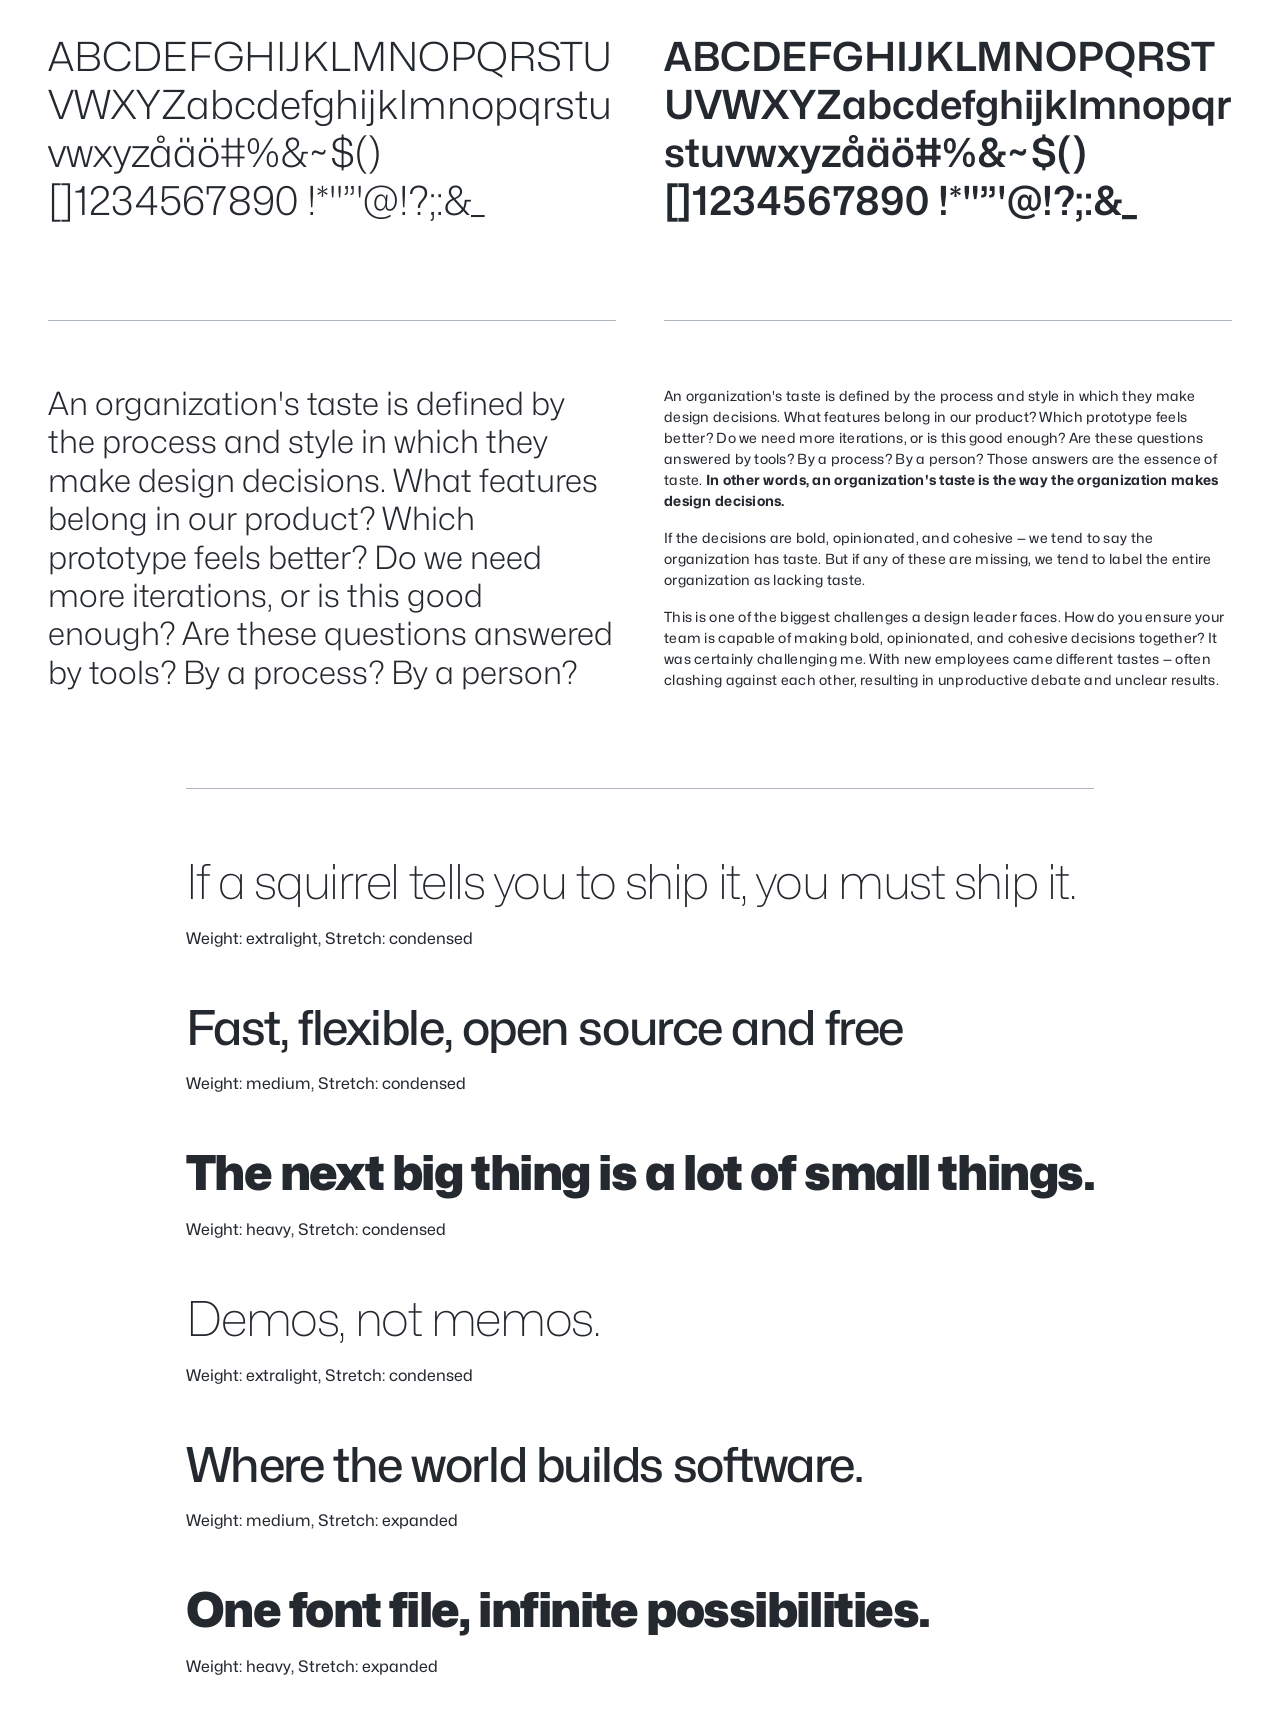 ABCDEFGHIJKLMNOPQRSTU
VWXYZabcdefghijklmnopqrstu
vwxyzåäö#%&~$()
[]1234567890 !*"”'@!?;:&_
ABCDEFGHIJKLMNOPQRST
UVWXYZabcdefghijklmnopqr
stuvwxyzåäö#%&~$()
[]1234567890 !*"”'@!?;:&_
An organization's taste is defined by
the process and style in which they
make design decisions. What features
belong in our product? Which
prototype feels better? Do we need
more iterations, or is this good
enough? Are these questions answered
by tools? By a process? By a person?
An organization's taste is defined by the process and style in which they make
design decisions. What features belong in our product? Which prototype feels
better? Do we need more iterations, or is this good enough? Are these questions
answered by tools? By a process? By a person? Those answers are the essence of
taste. In other words, an organization's taste is the way the organization makes
design decisions.
If the decisions are bold, opinionated, and cohesive — we tend to say the
organization has taste. But if any of these are missing, we tend to label the entire
organization as lacking taste.
This is one of the biggest challenges a design leader faces. How do you ensure your
team is capable of making bold, opinionated, and cohesive decisions together? It
was certainly challenging me. With new employees came different tastes — often
clashing against each other, resulting in unproductive debate and unclear results.
If a squirrel tells you to ship it, you must ship it.
Weight: extralight, Stretch: condensed
Fast, flexible, open source and free
Weight: medium, Stretch: condensed
The next big thing is a lot of small things.
Weight: heavy, Stretch: condensed
Demos, not memos.
Weight: extralight, Stretch: condensed
Where the world builds software.
Weight: medium, Stretch: expanded
One font file, infinite possibilities.
Weight: heavy, Stretch: expanded